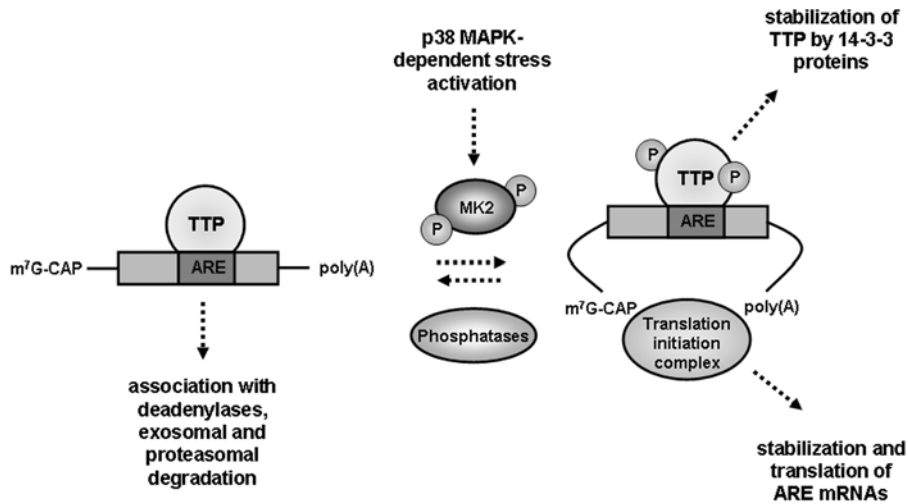 p38 MAPK-
dependent stress
activation
stabilization of
TTP by 14-3-3
proteins
TTP
ARE
m⁷G-CAP
poly(A)
association with
deadenylases,
exosomal and
proteasomal
degradation
P
MK2
P
Phosphatases
P
TTP
P
ARE
m⁷G-CAP
poly(A)
Translation
initiation
complex
stabilization and
translation of
ARE mRNAs